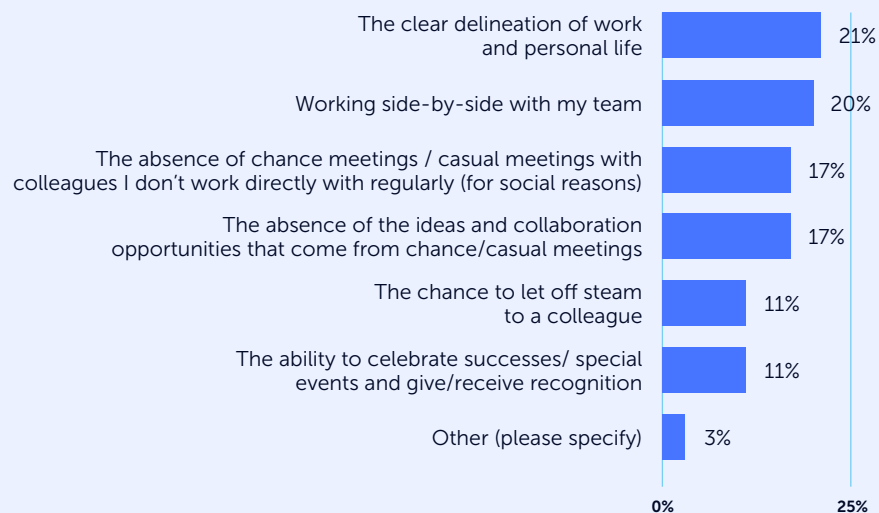 The clear delineation of work
and personal life
21%
Working side-by-side with my team
20%
The absence of chance meetings / casual meetings with
colleagues I don't work directly with regularly (for social reasons)
17%
The absence of the ideas and collaboration
opportunities that come from chance/casual meetings
17%
The chance to let off steam
to a colleague
11%
The ability to celebrate successes/ special
events and give/receive recognition
11%
Other (please specify)
3%
0%
25%